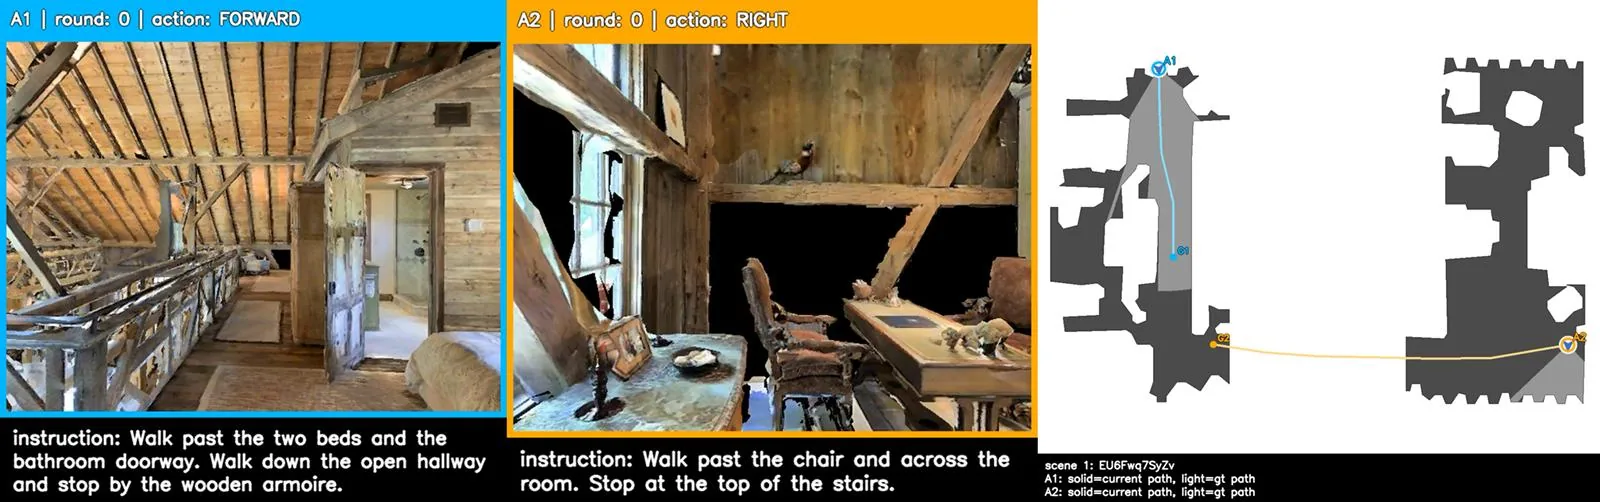 A1 | round: 0 | action: FORWARD
instruction: Walk past the two beds and the
bathroom doorway. Walk down the open hallway
and stop by the wooden armoire.
A2 | round: 0 | action: RIGHT
instruction: Walk past the chair and across the
room. Stop at the top of the stairs.
A1
G1
G2
A2
scene 1: EU6Fwq7SyZv
A1: solid=current path, light=gt path
A2: solid=current path, light=gt path